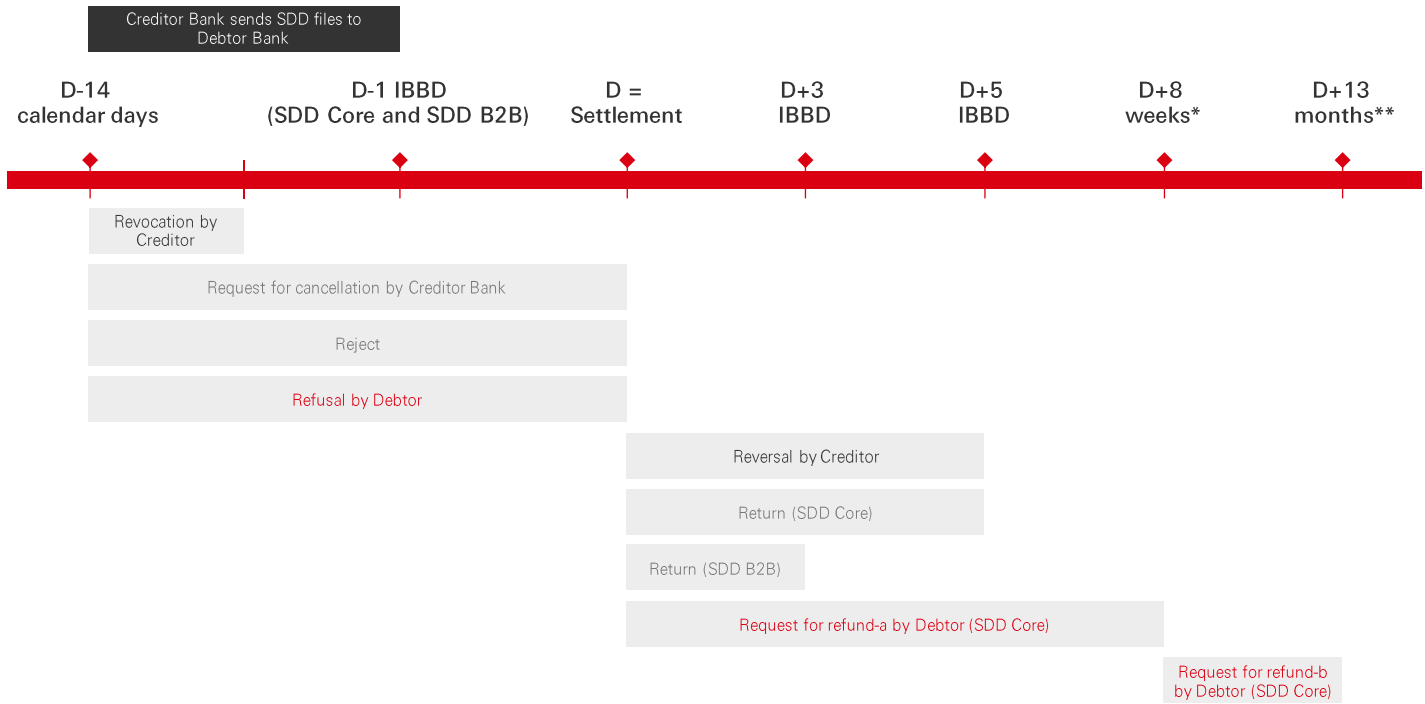 Creditor Bank sends SDD files to
Debtor Bank
D-14
calendar days
D-1 IBBD
(SDD Core and SDD B2B)
D =
Settlement
D+3
IBBD
D+5
IBBD
D+8
weeks*
D+13
months**
Revocation by
Creditor
Request for cancellation by Creditor Bank
Reject
Refusal by Debtor
Reversal by Creditor
Return (SDD Core)
Return (SDD B2B)
Request for refund-a by Debtor (SDD Core)
Request for refund-b
by Debtor (SDD Core)